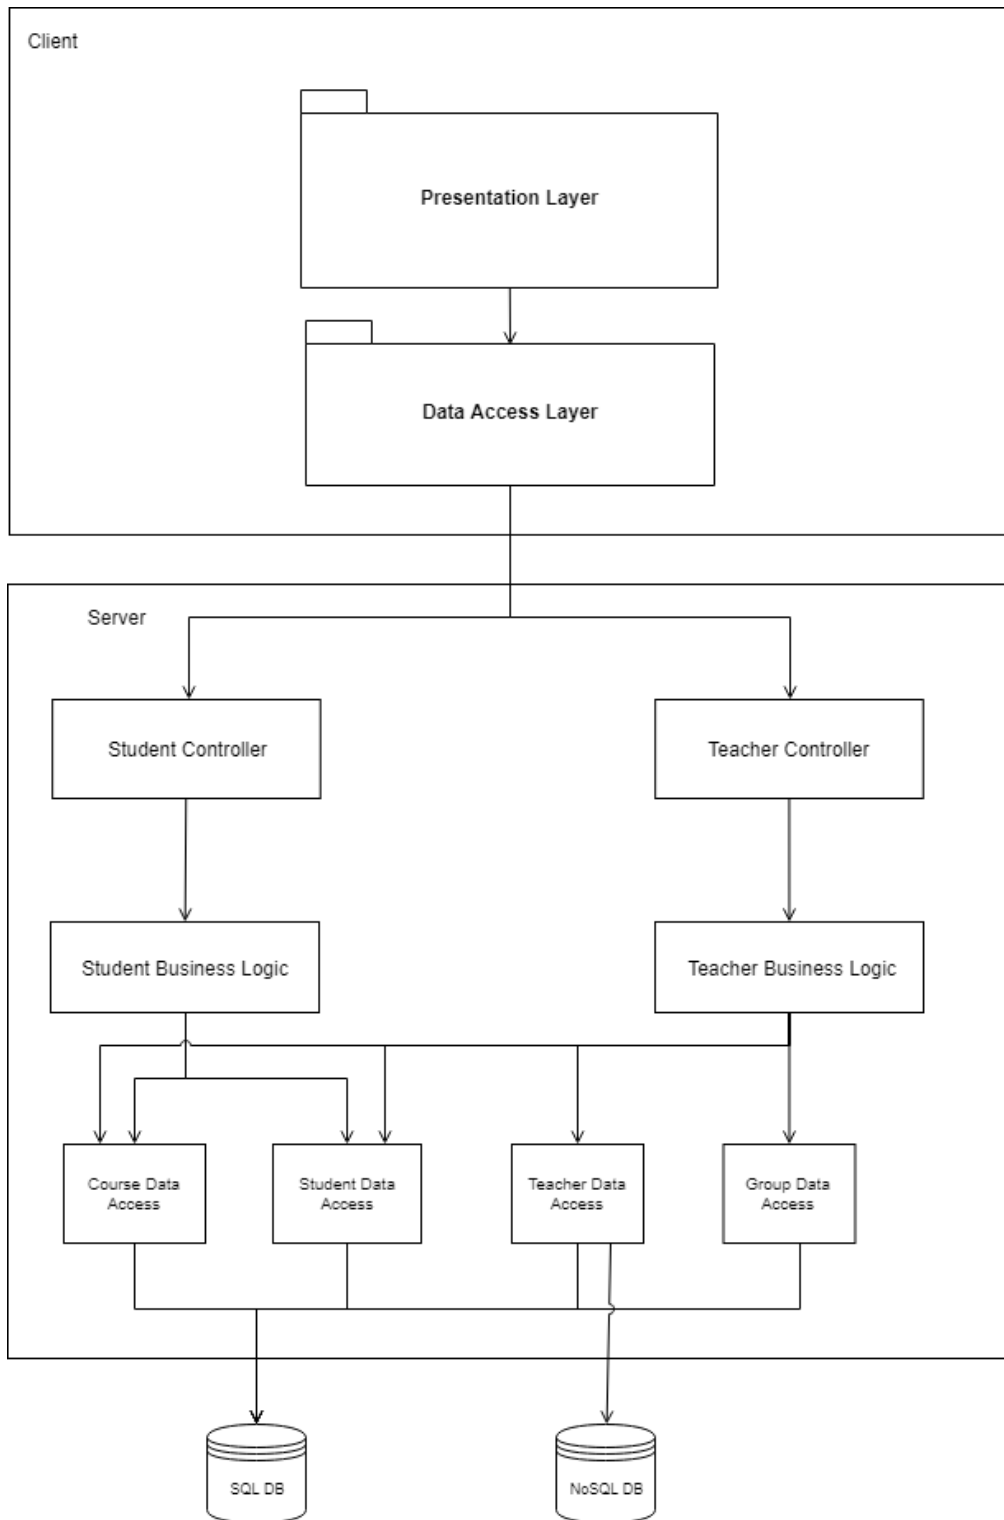 Client
Presentation Layer
Data Access Layer
Server
Student Controller
Teacher Controller
Student Business Logic
Teacher Business Logic
Course Data
Access
Student Data
Access
Teacher Data
Access
Group Data
Access
SQL DB
NoSQL DB